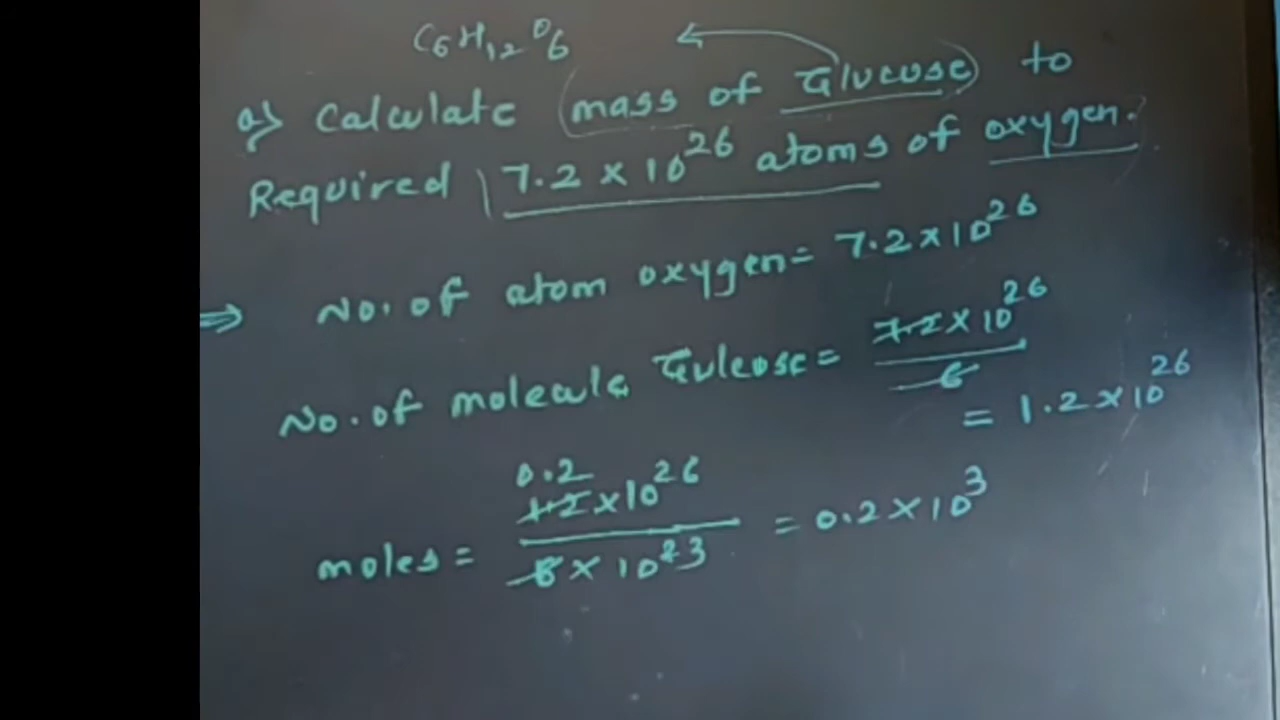 C6H12O6
Q) Calculate (mass of Glucose) to
Required 7.2 x 10^26 atoms of oxygen.
⇒ No. of atom oxygen = 7.2 x 10^26
No. of molecule Gulcose = 7.2 x 10^26 / 6
= 1.2 x 10^26
0.2
moles = 1.2 x 10^26 / 6 x 10^23 = 0.2 x 10^3